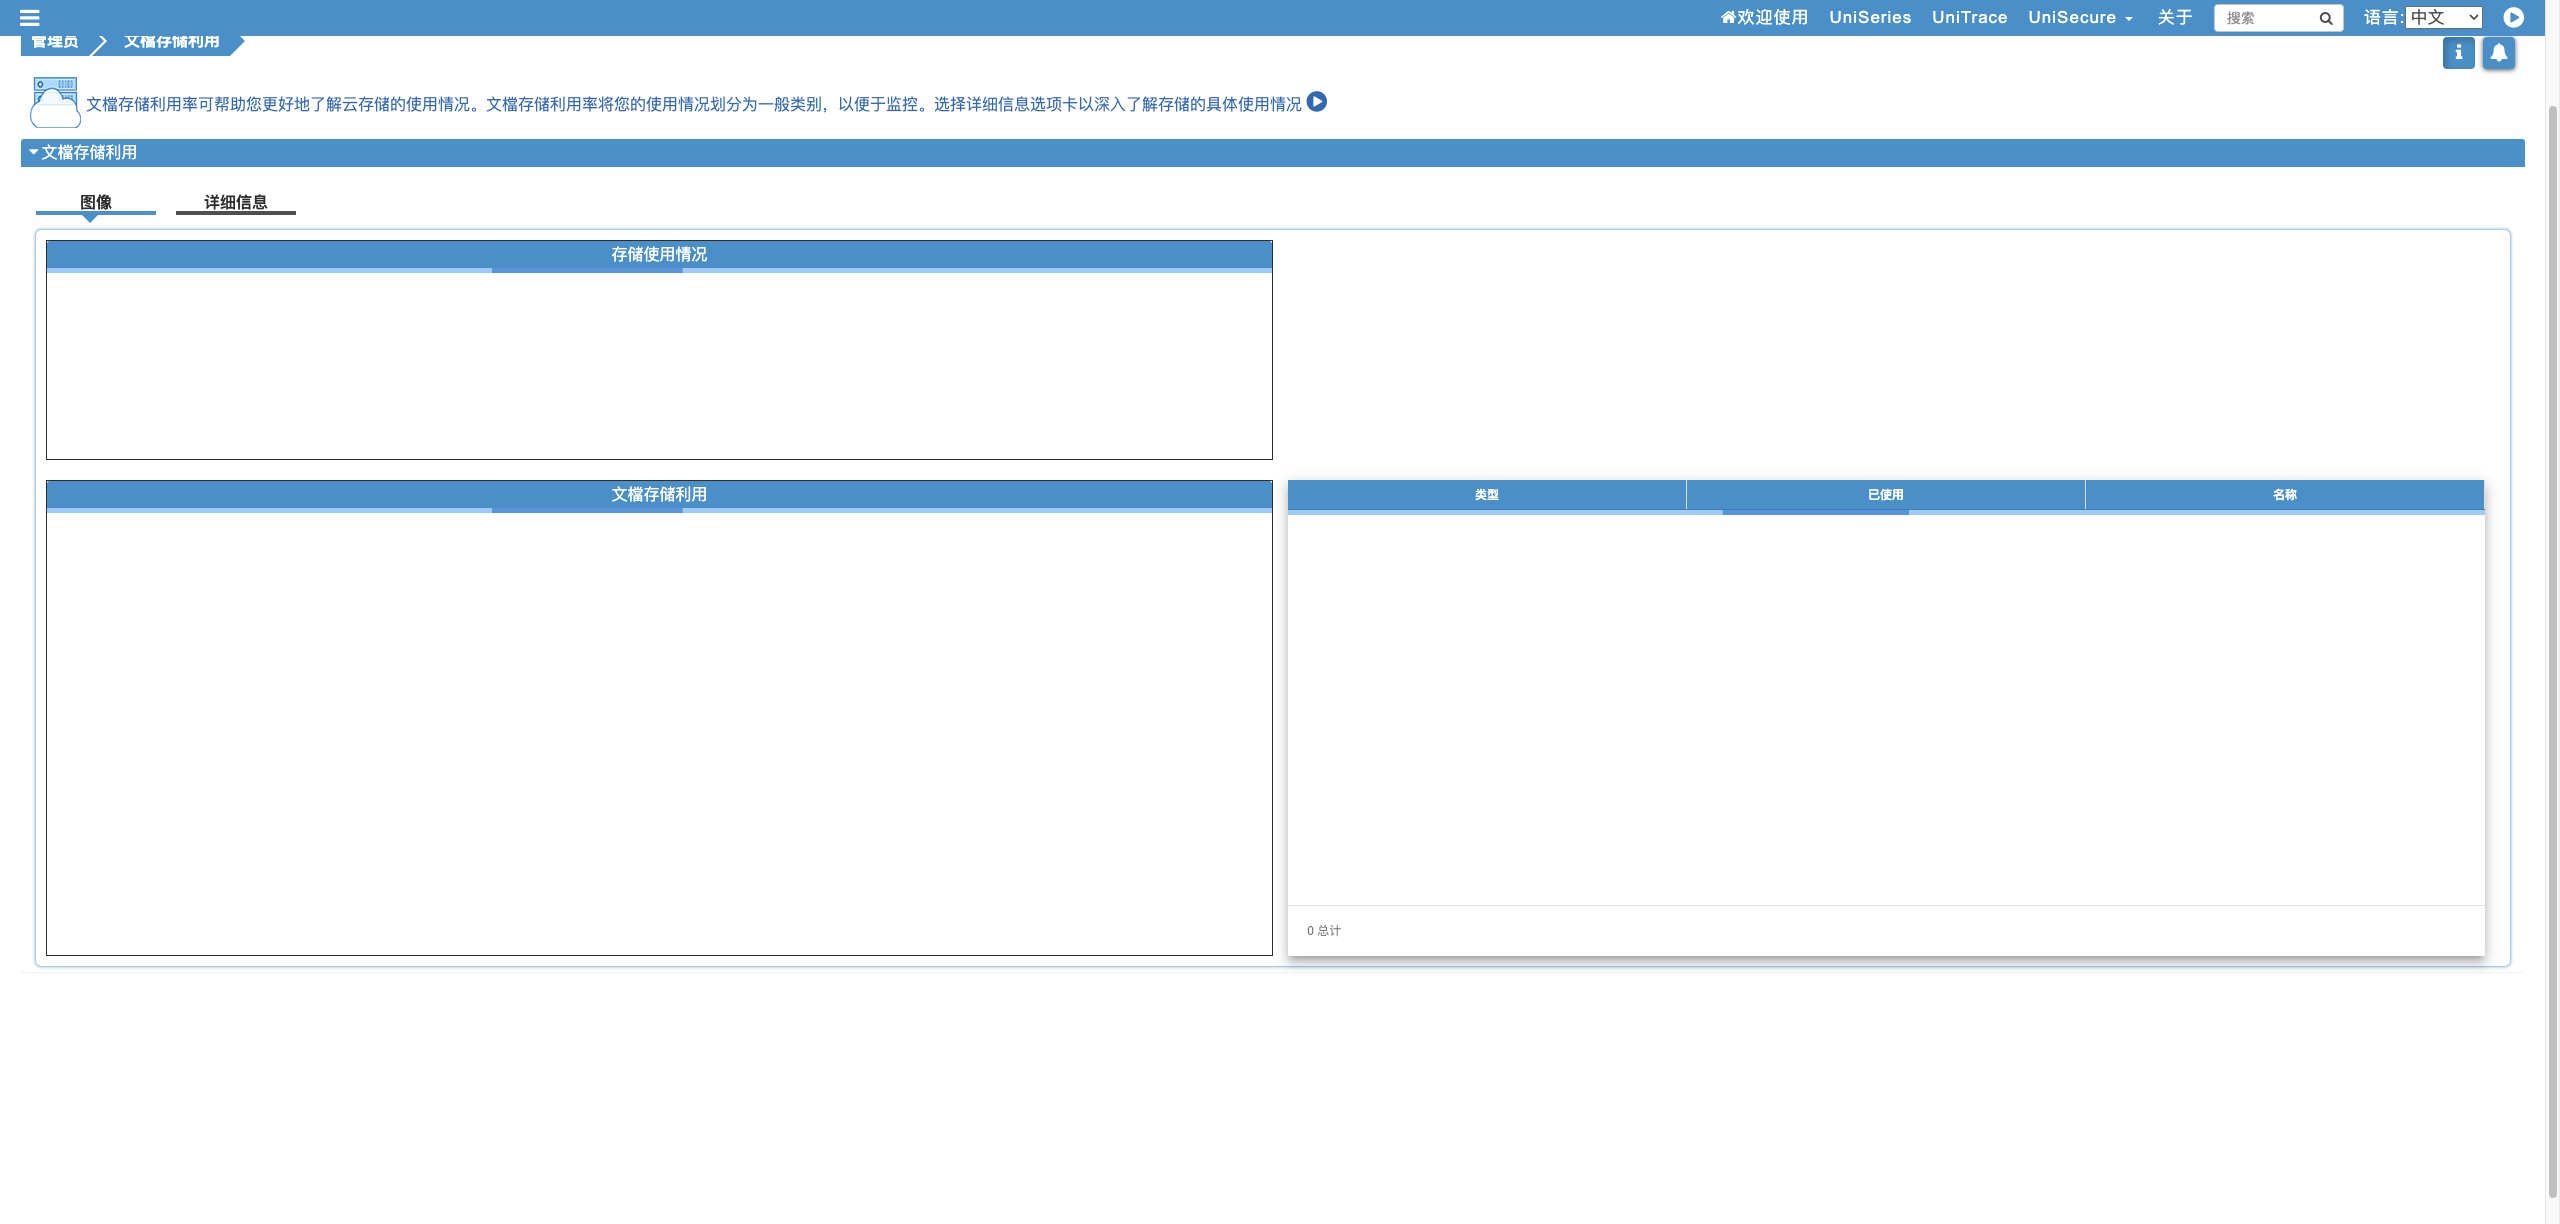 欢迎使用 UniSeries UniTrace UniSecure 关于 搜索 语言: 中文
管理员 文檔存储利用
文檔存储利用率可帮助您更好地了解云存储的使用情况。文檔存储利用率将您的使用情况划分为一般类别，以便于监控。选择详细信息选项卡以深入了解存储的具体使用情况
文檔存储利用
图像 详细信息
存储使用情况
文檔存储利用
类型 已使用 名称
0 总计